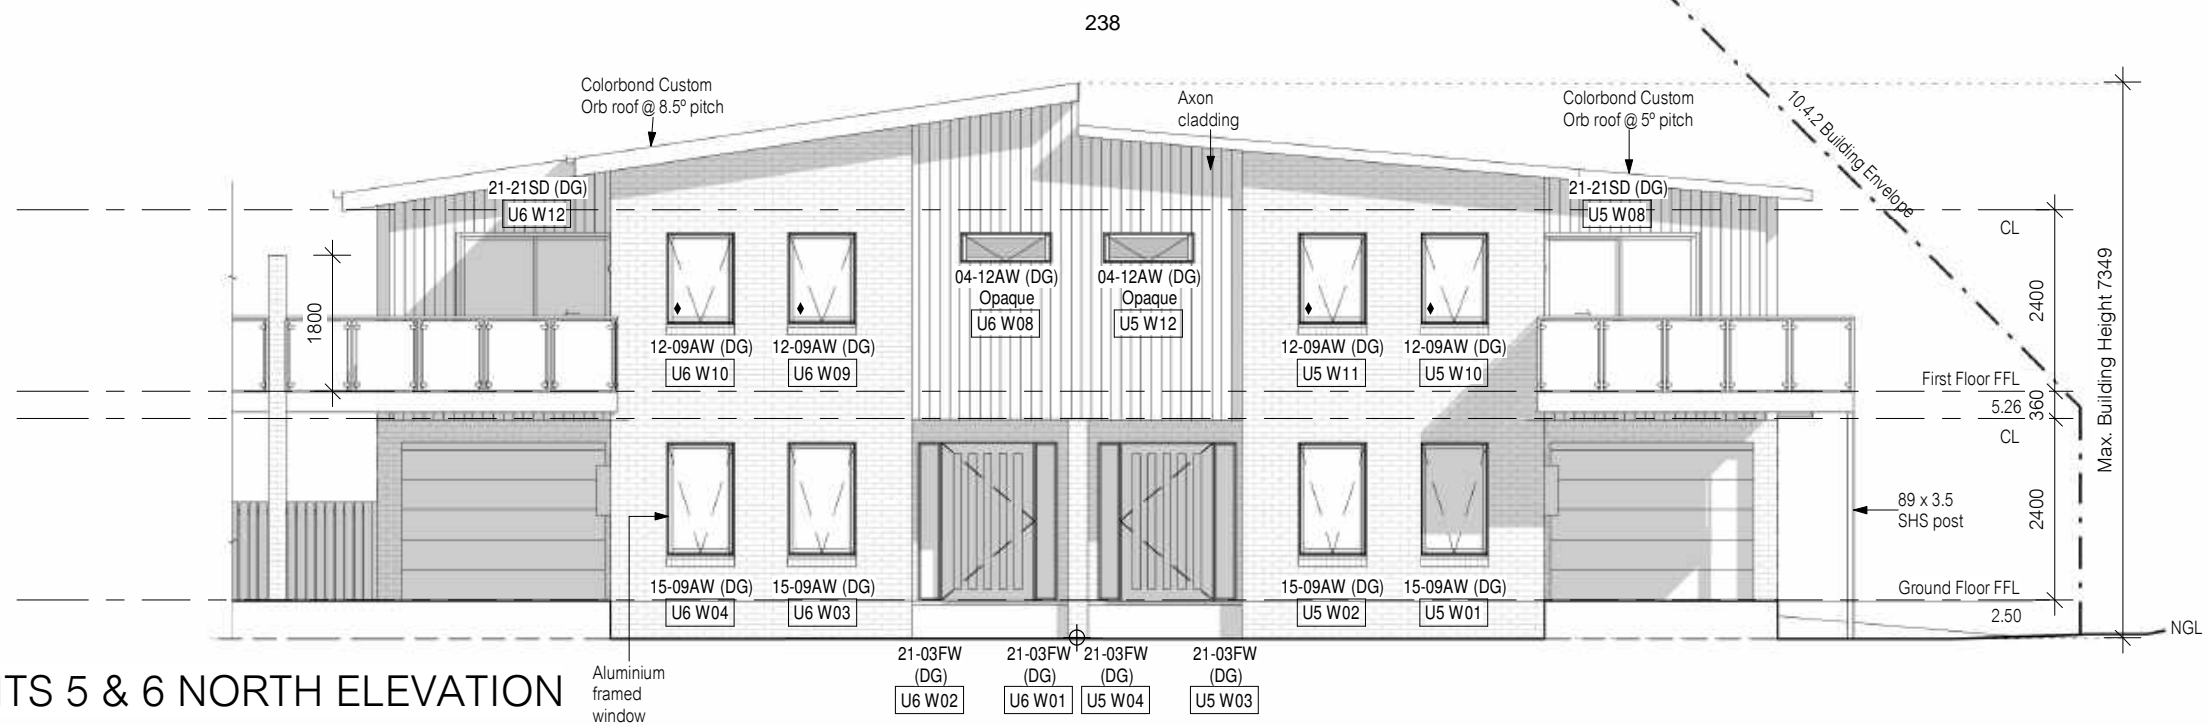 238
Colorbond Custom
Orb roof @ 8.5º pitch
Axon
cladding
Colorbond Custom
Orb roof @ 5º pitch
10.4.2 Building Envelope
21-21SD (DG)
U6 W12
21-21SD (DG)
U5 W08
CL
04-12AW (DG)
Opaque
U6 W08
04-12AW (DG)
Opaque
U5 W12
1800
2400
Max. Building Height 7349
12-09AW (DG)
U6 W10
12-09AW (DG)
U6 W09
12-09AW (DG)
U5 W11
12-09AW (DG)
U5 W10
First Floor FFL
5.26
360
CL
89 x 3.5
SHS post
2400
15-09AW (DG)
U6 W04
15-09AW (DG)
U6 W03
15-09AW (DG)
U5 W02
15-09AW (DG)
U5 W01
Ground Floor FFL
2.50
NGL
21-03FW
(DG)
U6 W02
21-03FW
(DG)
U6 W01
21-03FW
(DG)
U5 W04
21-03FW
(DG)
U5 W03
Aluminium
framed
window
TS 5 & 6 NORTH ELEVATION